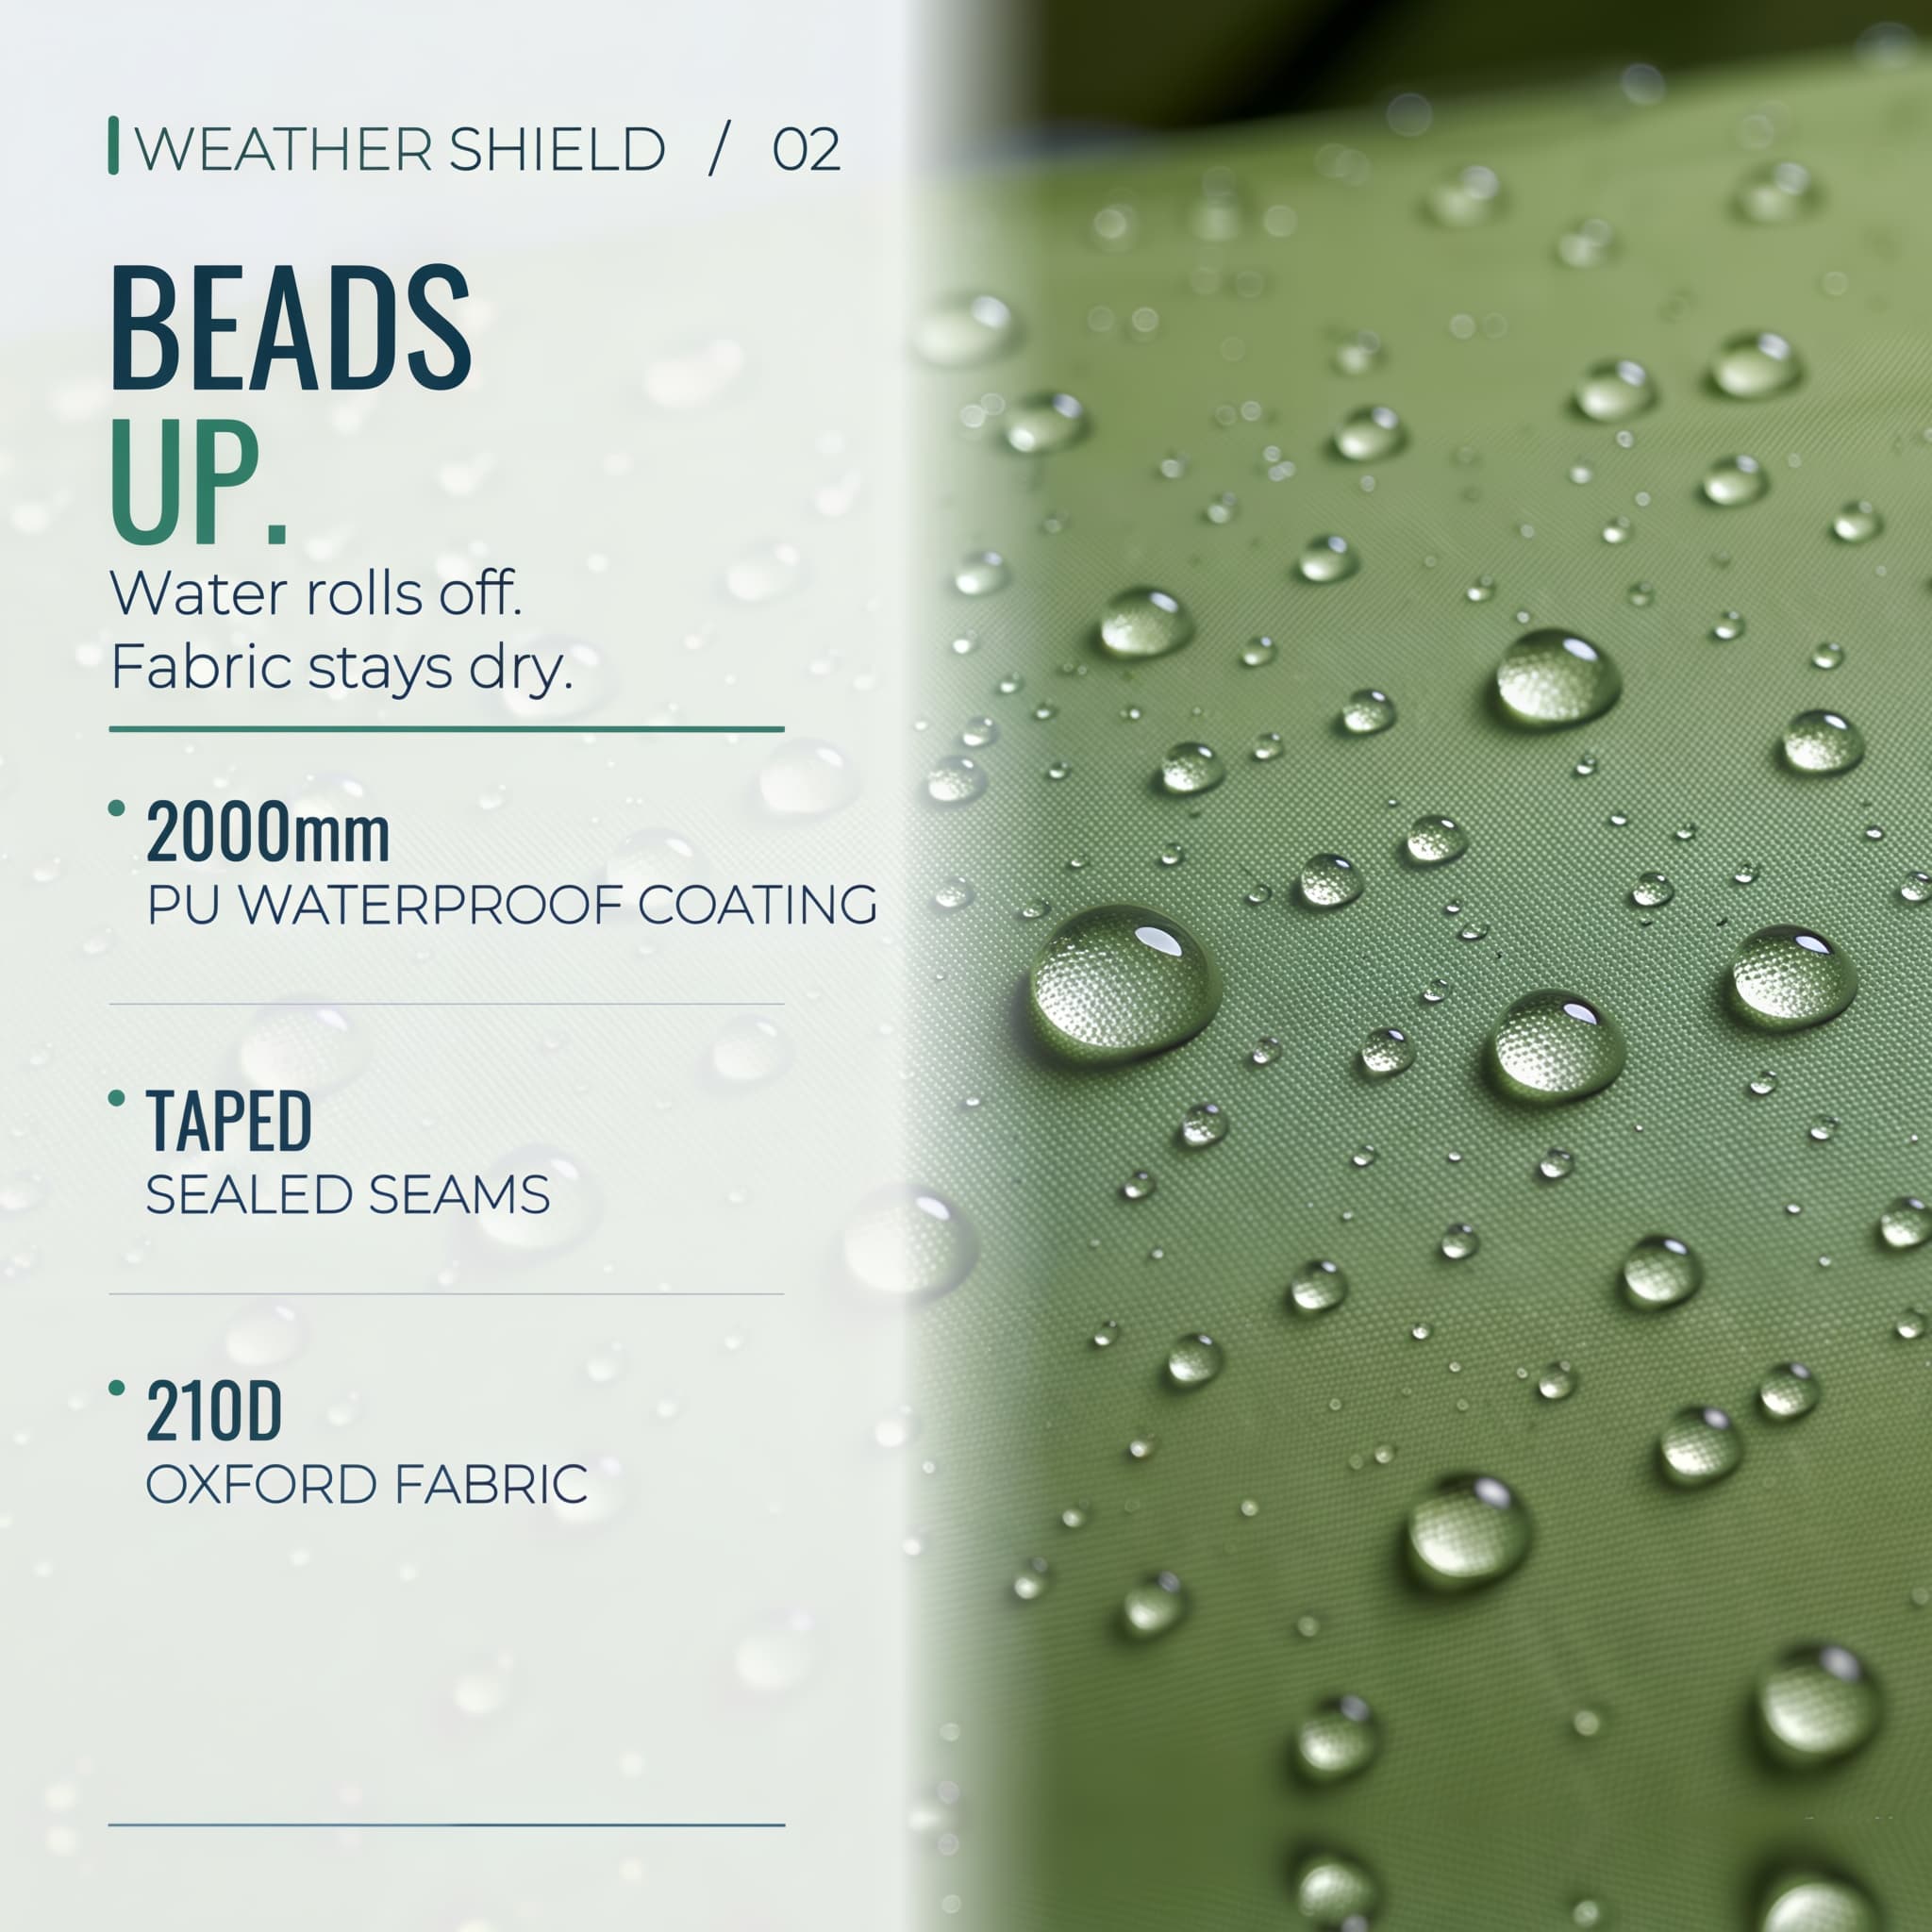 WEATHER SHIELD / 02
BEADS
UP.
Water rolls off.
Fabric stays dry.
2000mm
PU WATERPROOF COATING
TAPED
SEALED SEAMS
210D
OXFORD FABRIC